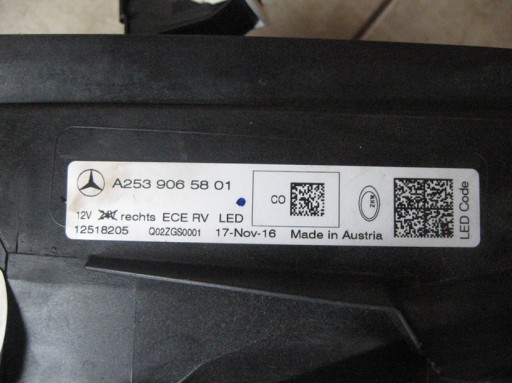 A253 906 58 01
CO
ZKW
12V 24V rechts ECE RV LED
12518205 Q02ZGS0001 17-Nov-16 Made in Austria
LED Code